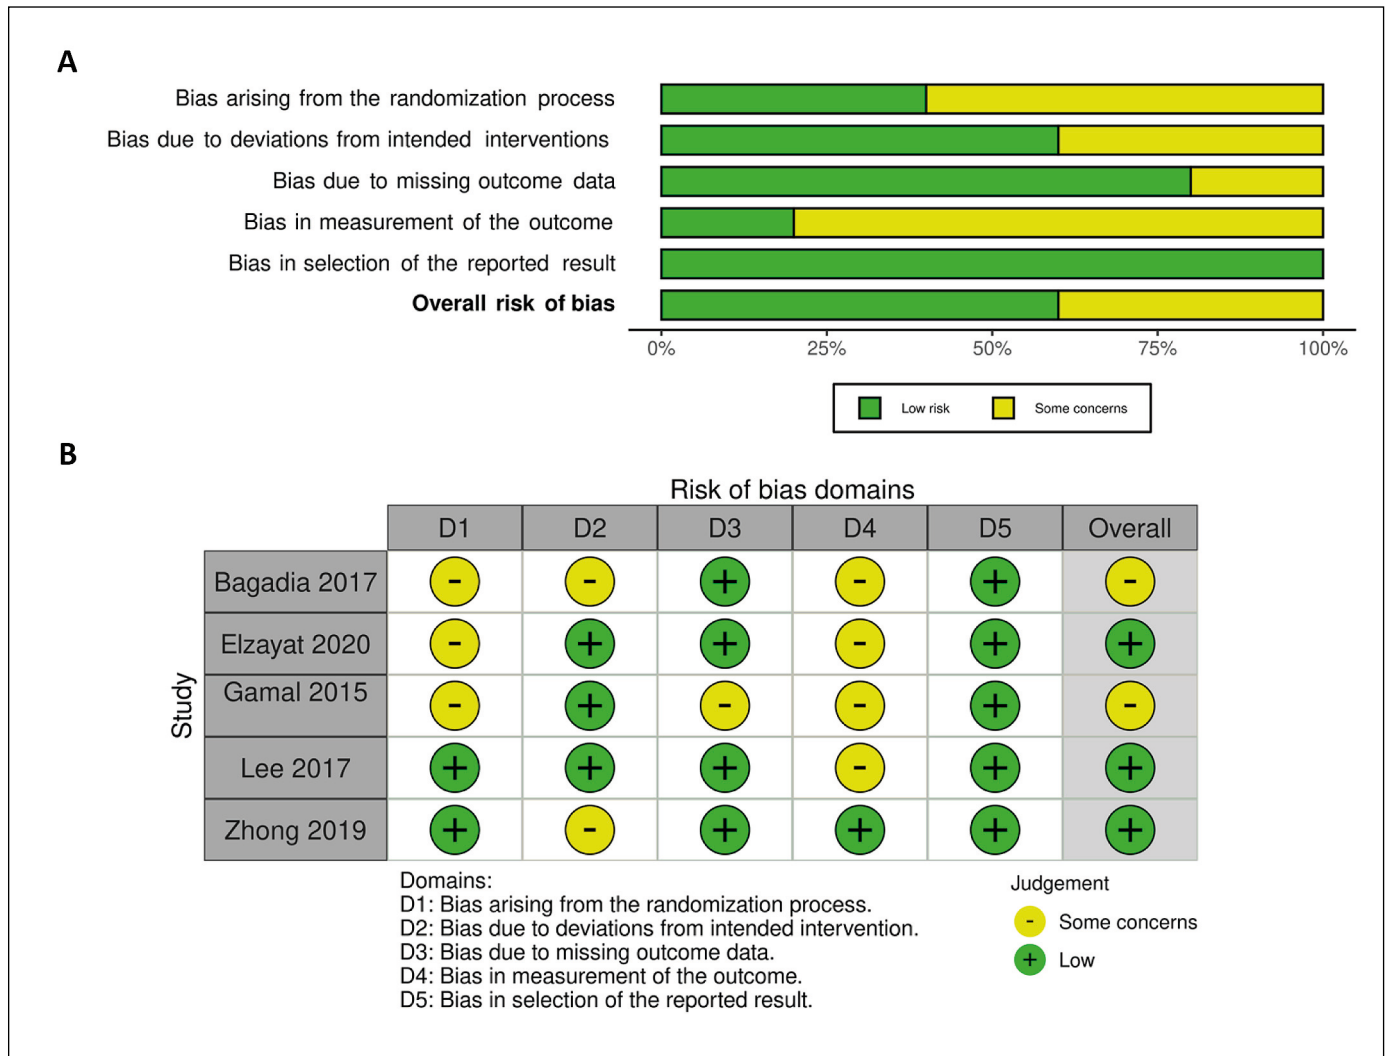 A
Bias arising from the randomization process
Bias due to deviations from intended interventions
Bias due to missing outcome data
Bias in measurement of the outcome
Bias in selection of the reported result
Overall risk of bias
0% 25% 50% 75% 100%
Low risk Some concerns
B
Risk of bias domains
D1 D2 D3 D4 D5 Overall
Study
Bagadia 2017 - - + - + -
Elzayat 2020 - + + - + +
Gamal 2015 - + - - + -
Lee 2017 + + + - + +
Zhong 2019 + - + + + +
Domains:
D1: Bias arising from the randomization process.
D2: Bias due to deviations from intended intervention.
D3: Bias due to missing outcome data.
D4: Bias in measurement of the outcome.
D5: Bias in selection of the reported result.
Judgement
- Some concerns
+ Low